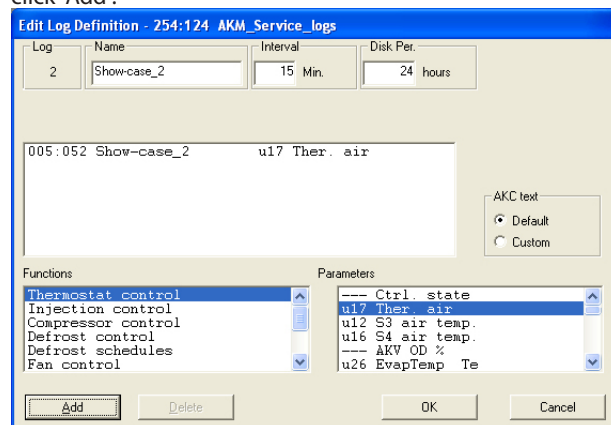 click 'Add'.
Edit Log Definition - 254:124 AKM_Service_logs
Log Name Interval Disk Per.
2 Show-case_2 15 Min. 24 hours
005:052 Show-case_2 u17 Ther. air
AKC text
Default
Custom
Functions Parameters
Thermostat control --- Ctrl. state
Injection control u17 Ther. air
Compressor control u12 S3 air temp.
Defrost control u16 S4 air temp.
Defrost schedules --- AKV OD %
Fan control u26 EvapTemp Te
Add Delete OK Cancel